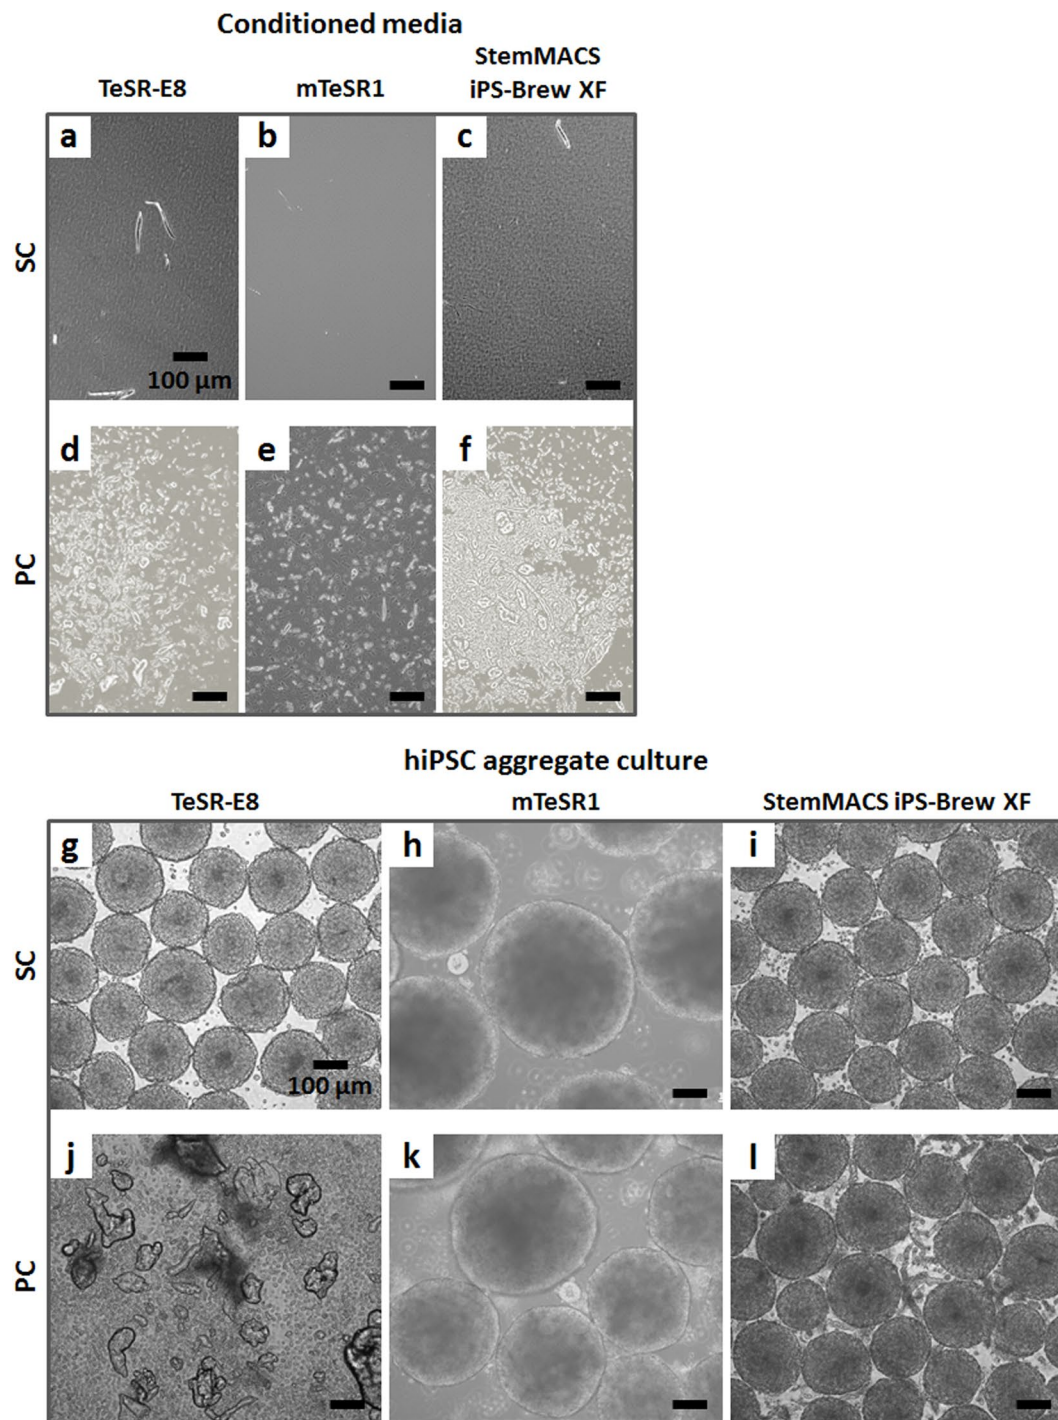 Conditioned media
TeSR-E8
mTeSR1
StemMACS
iPS-Brew XF
SC
a
b
c
100 µm
PC
d
e
f
hiPSC aggregate culture
TeSR-E8
mTeSR1
StemMACS iPS-Brew XF
SC
g
h
i
100 µm
PC
j
k
l